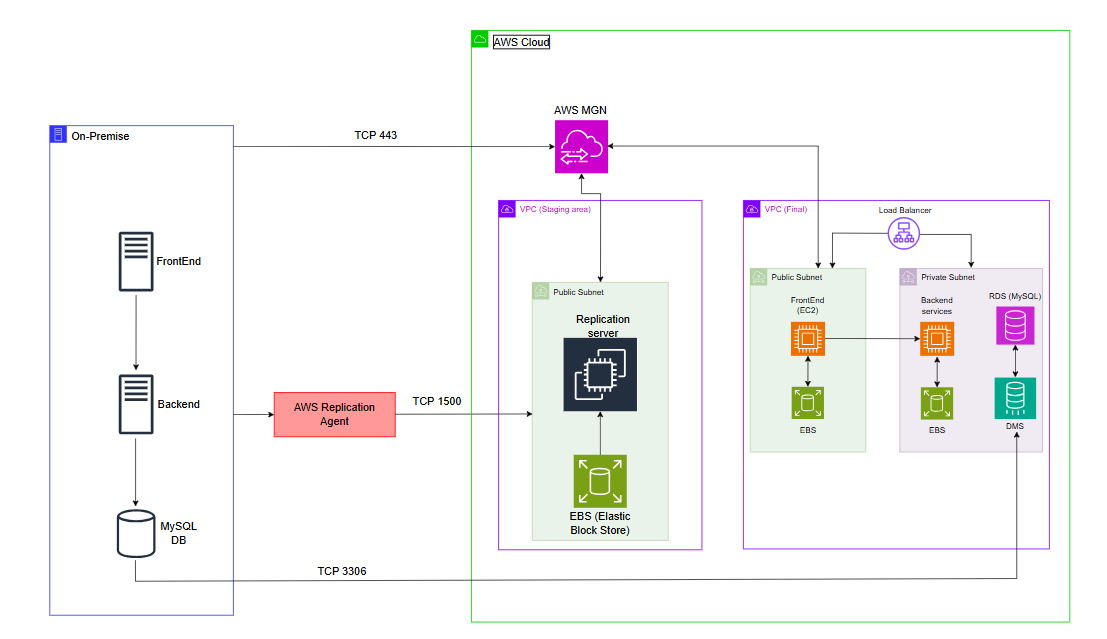 AWS Cloud
AWS MGN
On-Premise
TCP 443
VPC (Staging area)
VPC (Final)
Load Balancer
FrontEnd
Public Subnet
Public Subnet
Private Subnet
Replication
server
FrontEnd
(EC2)
Backend
services
RDS (MySQL)
Backend
AWS Replication
Agent
TCP 1500
EBS
EBS
DMS
EBS (Elastic
Block Store)
MySQL
DB
TCP 3306